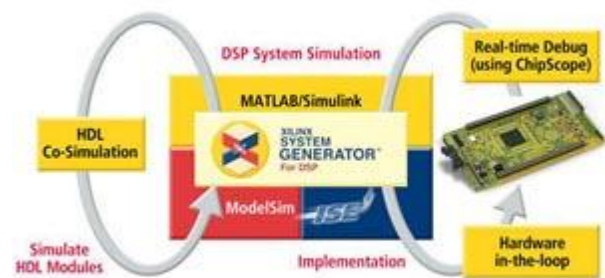 DSP System Simulation
Real-time Debug
(using ChipScope)
MATLAB/Simulink
HDL
Co-Simulation
XILINX
SYSTEM
GENERATOR™
For DSP
ModelSim
ISE
Simulate
HDL Modules
Implementation
Hardware
in-the-loop